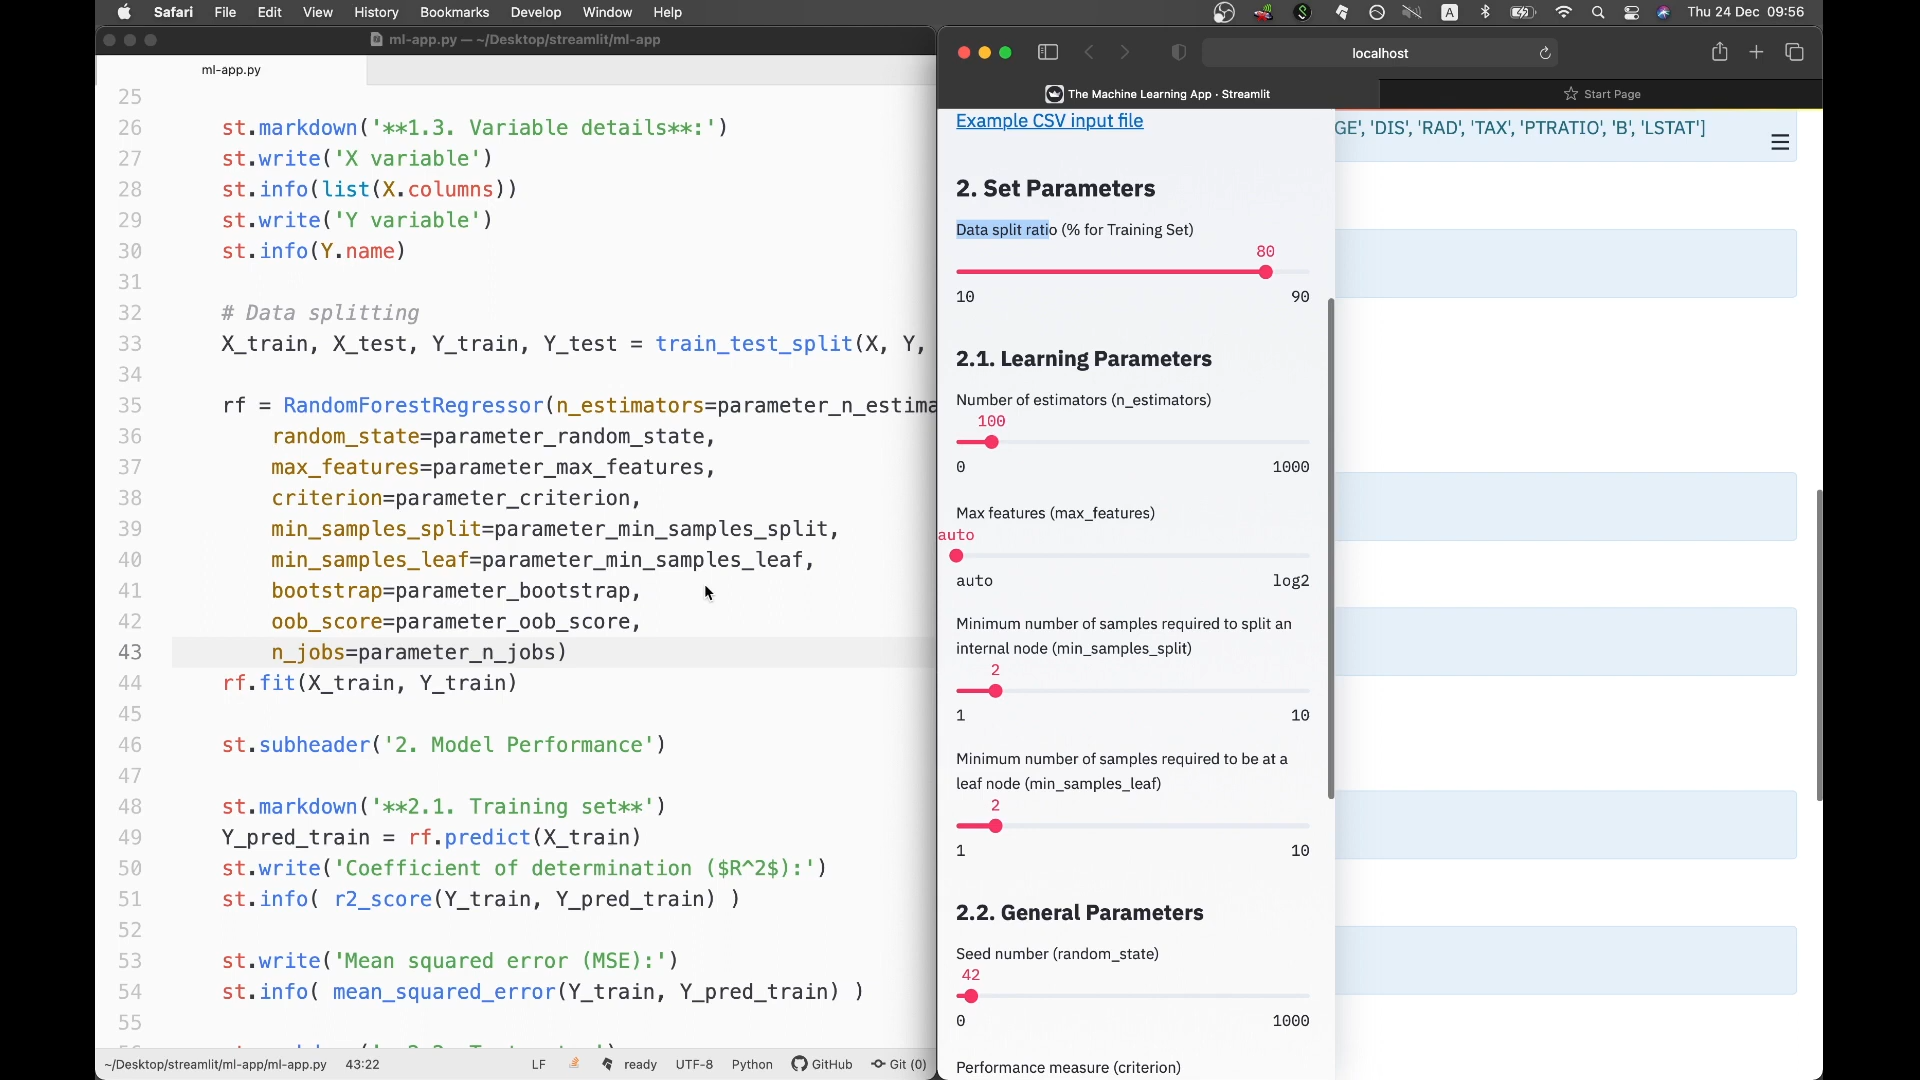 Safari File Edit View History Bookmarks Develop Window Help
A
Thu 24 Dec 09:56
ml-app.py — ~/Desktop/streamlit/ml-app
ml-app.py
25
26 st.markdown('**1.3. Variable details**:')
27 st.write('X variable')
28 st.info(list(X.columns))
29 st.write('Y variable')
30 st.info(Y.name)
31
32 # Data splitting
33 X_train, X_test, Y_train, Y_test = train_test_split(X, Y,
34
35 rf = RandomForestRegressor(n_estimators=parameter_n_estima
36 random_state=parameter_random_state,
37 max_features=parameter_max_features,
38 criterion=parameter_criterion,
39 min_samples_split=parameter_min_samples_split,
40 min_samples_leaf=parameter_min_samples_leaf,
41 bootstrap=parameter_bootstrap,
42 oob_score=parameter_oob_score,
43 n_jobs=parameter_n_jobs)
44 rf.fit(X_train, Y_train)
45
46 st.subheader('2. Model Performance')
47
48 st.markdown('**2.1. Training set**')
49 Y_pred_train = rf.predict(X_train)
50 st.write('Coefficient of determination ($R^2$):')
51 st.info( r2_score(Y_train, Y_pred_train) )
52
53 st.write('Mean squared error (MSE):')
54 st.info( mean_squared_error(Y_train, Y_pred_train) )
55
~/Desktop/streamlit/ml-app/ml-app.py 43:22 LF ready UTF-8 Python GitHub Git (0)
localhost
The Machine Learning App · Streamlit
Start Page
Example CSV input file
GE', 'DIS', 'RAD', 'TAX', 'PTRATIO', 'B', 'LSTAT']
2. Set Parameters
Data split ratio (% for Training Set)
80
10 90
2.1. Learning Parameters
Number of estimators (n_estimators)
100
0 1000
Max features (max_features)
auto
auto log2
Minimum number of samples required to split an
internal node (min_samples_split)
2
1 10
Minimum number of samples required to be at a
leaf node (min_samples_leaf)
2
1 10
2.2. General Parameters
Seed number (random_state)
42
0 1000
Performance measure (criterion)